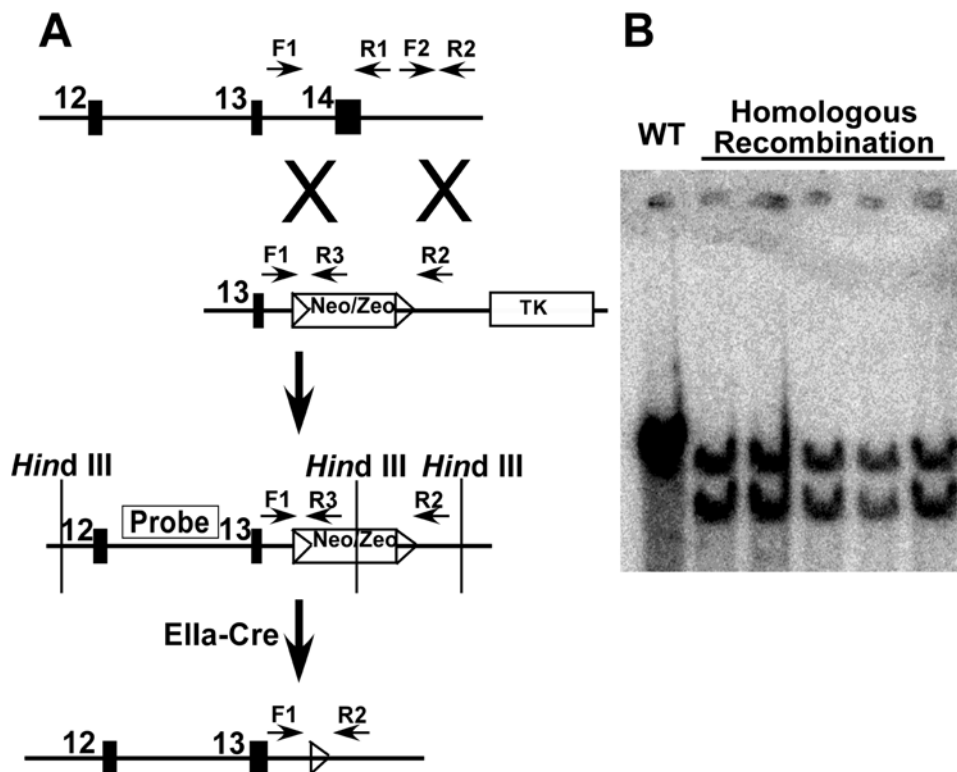 A
F1 R1 F2 R2
12 13 14
X X
F1 R3 R2
13 Neo/Zeo TK
Hind III Hind III Hind III
F1 R3 R2
12 Probe 13 Neo/Zeo
EIIa-Cre
F1 R2
12 13
B
Homologous
WT Recombination